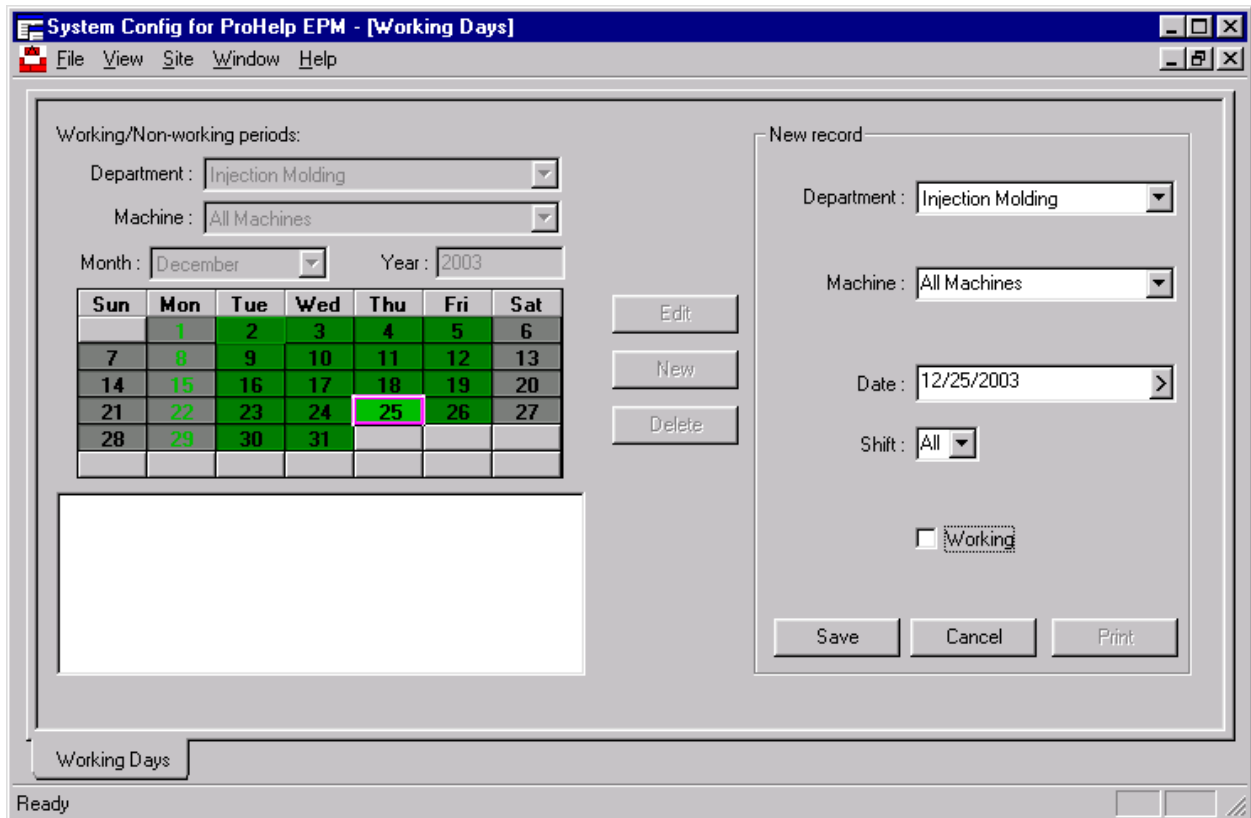 System Config for ProHelp EPM - [Working Days]
File View Site Window Help
Working/Non-working periods:
Department : Injection Molding
Machine : All Machines
Month : December Year : 2003
Sun Mon Tue Wed Thu Fri Sat
1 2 3 4 5 6
7 8 9 10 11 12 13
14 15 16 17 18 19 20
21 22 23 24 25 26 27
28 29 30 31
Edit
New
Delete
New record
Department : Injection Molding
Machine : All Machines
Date : 12/25/2003 >
Shift : All
Working
Save Cancel Print
Working Days
Ready